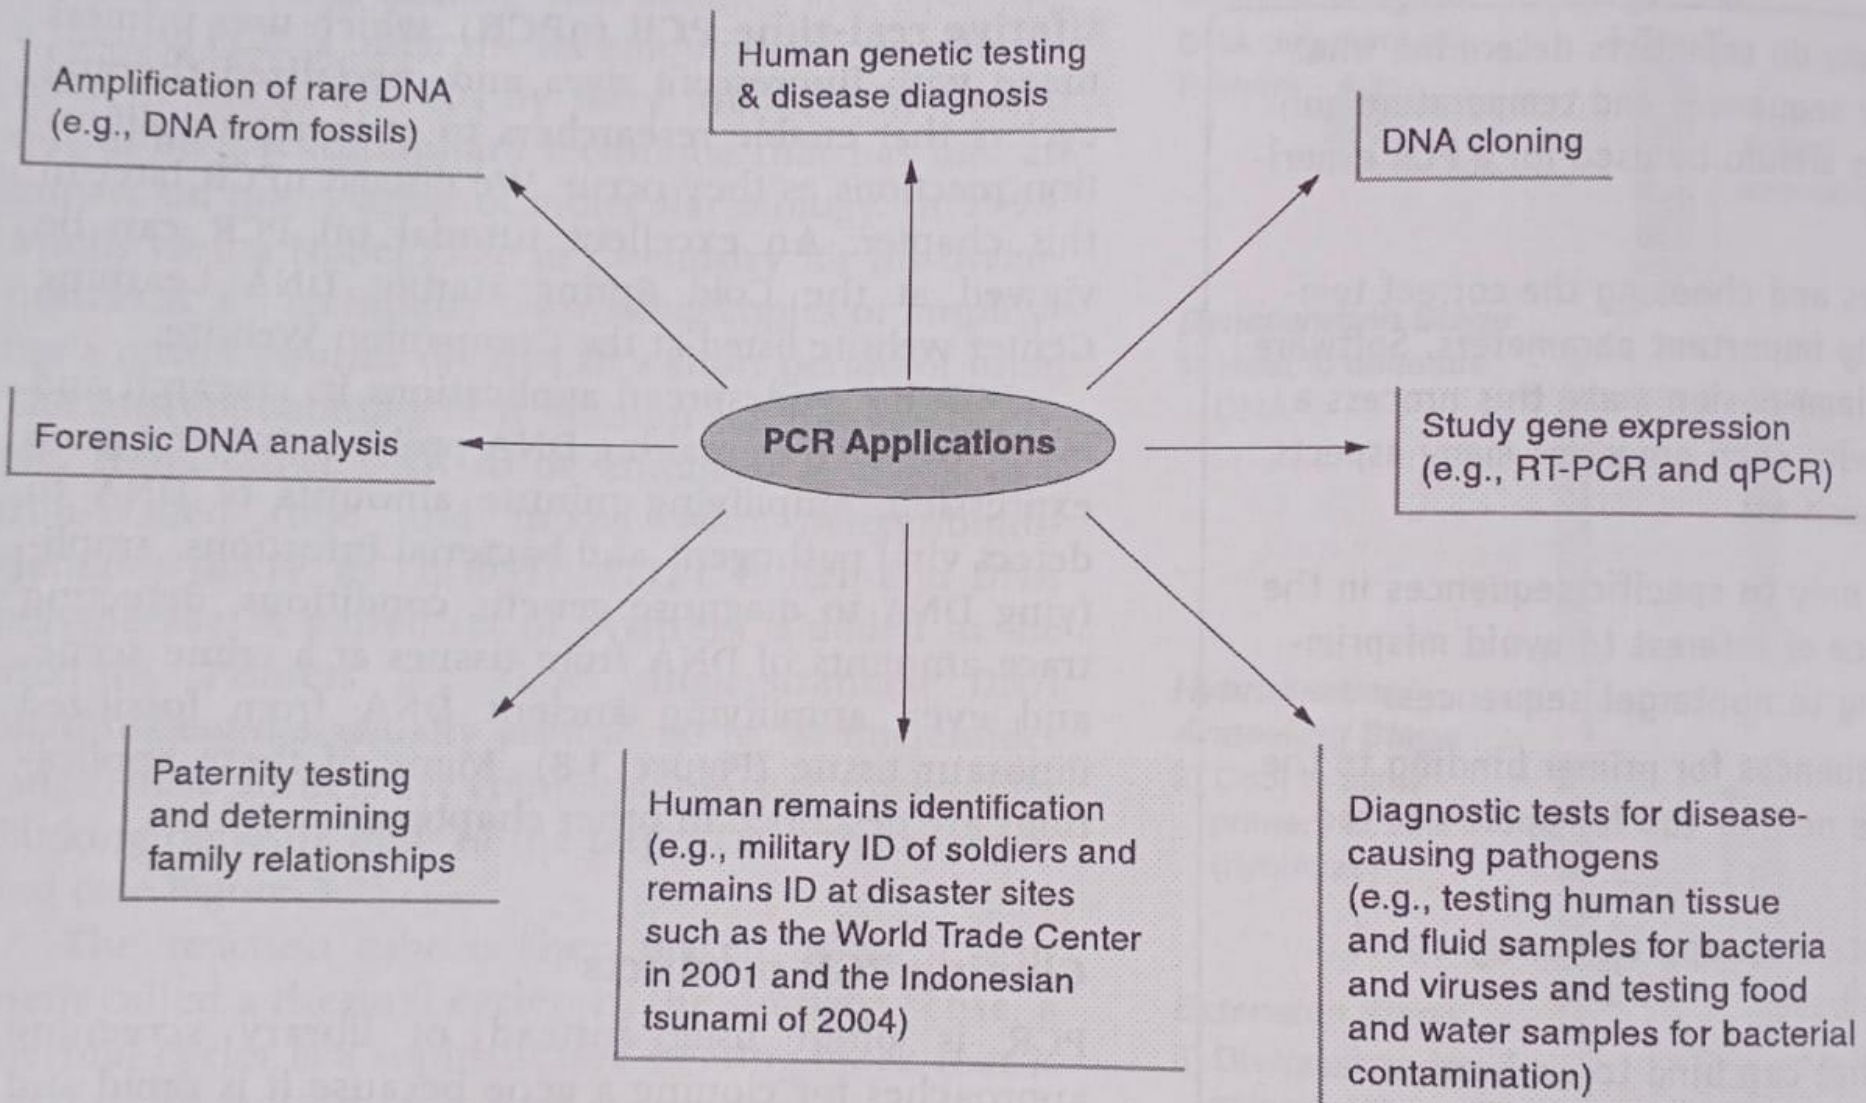 Amplification of rare DNA
(e.g., DNA from fossils)
Human genetic testing
& disease diagnosis
DNA cloning
Forensic DNA analysis
PCR Applications
Study gene expression
(e.g., RT-PCR and qPCR)
Paternity testing
and determining
family relationships
Human remains identification
(e.g., military ID of soldiers and
remains ID at disaster sites
such as the World Trade Center
in 2001 and the Indonesian
tsunami of 2004)
Diagnostic tests for disease-
causing pathogens
(e.g., testing human tissue
and fluid samples for bacteria
and viruses and testing food
and water samples for bacterial
contamination)